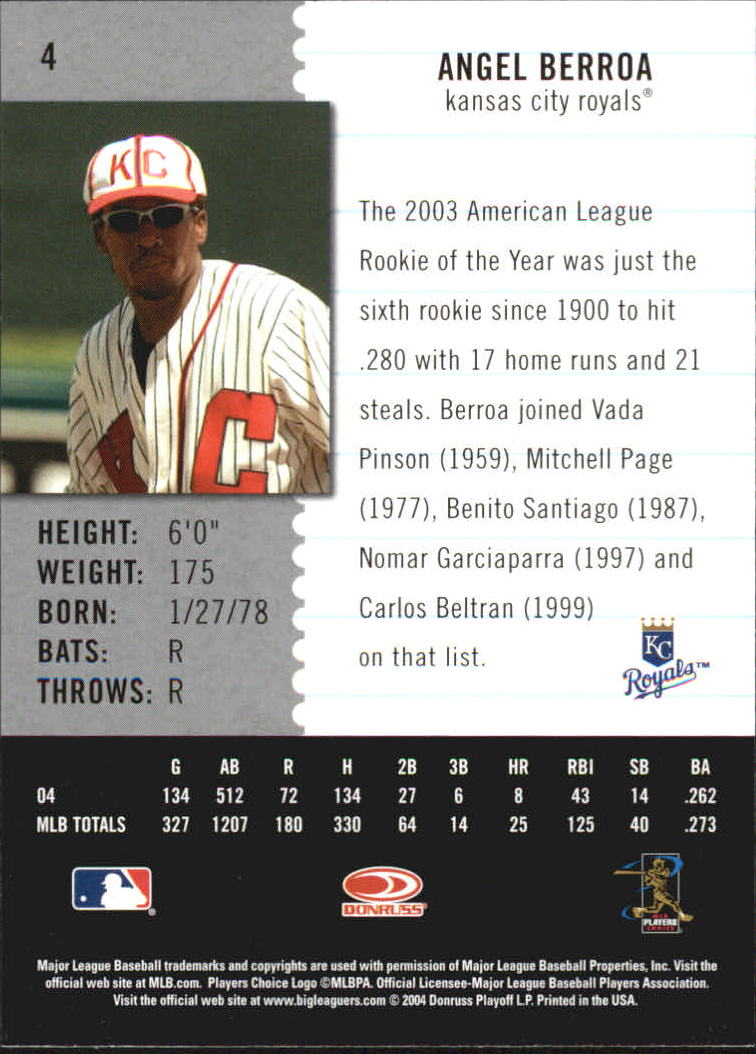 4
ANGEL BERROA
kansas city royals®
KC
C
The 2003 American League
Rookie of the Year was just the
sixth rookie since 1900 to hit
.280 with 17 home runs and 21
steals. Berroa joined Vada
Pinson (1959), Mitchell Page
(1977), Benito Santiago (1987),
Nomar Garciaparra (1997) and
Carlos Beltran (1999)
on that list.
KC
Royals™
HEIGHT: 6'0"
WEIGHT: 175
BORN: 1/27/78
BATS: R
THROWS: R
G AB R H 2B 3B HR RBI SB BA
04 134 512 72 134 27 6 8 43 14 .262
MLB TOTALS 327 1207 180 330 64 14 25 125 40 .273
DONRUSS
MLB
PLAYERS
CHOICE
Major League Baseball trademarks and copyrights are used with permission of Major League Baseball Properties, Inc. Visit the
official web site at MLB.com. Players Choice Logo ©MLBPA. Official Licensee-Major League Baseball Players Association.
Visit the official web site at www.bigleaguers.com © 2004 Donruss Playoff L.P. Printed in the USA.